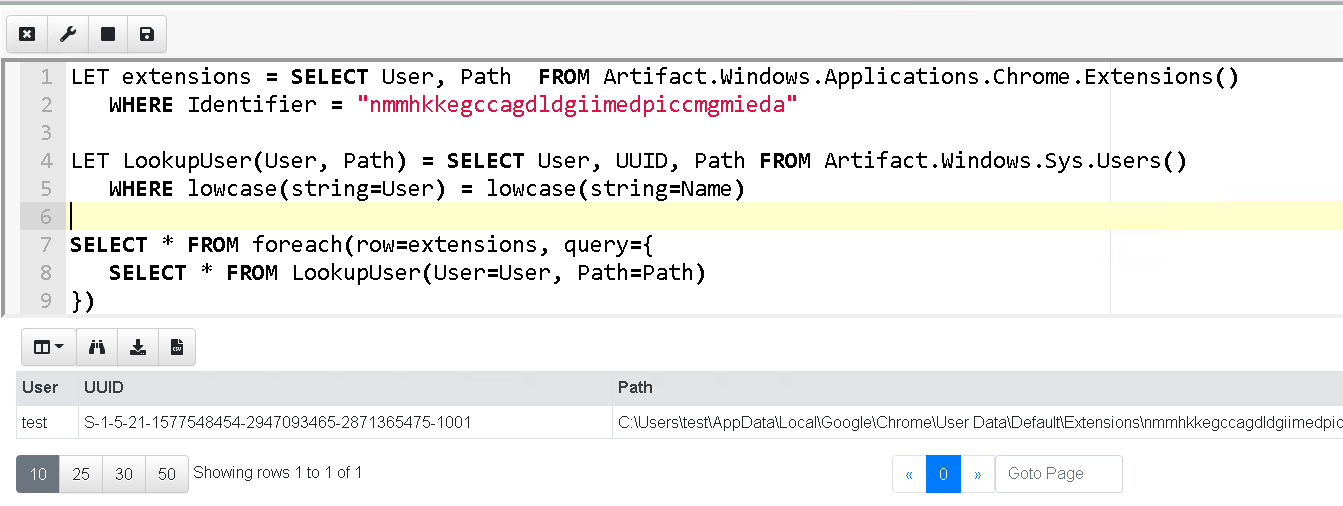 1 LET extensions = SELECT User, Path  FROM Artifact.Windows.Applications.Chrome.Extensions()
2    WHERE Identifier = "nmmhkkegccagdldgiimedpiccmgmieda"
3
4 LET LookupUser(User, Path) = SELECT User, UUID, Path FROM Artifact.Windows.Sys.Users()
5    WHERE lowcase(string=User) = lowcase(string=Name)
6
7 SELECT * FROM foreach(row=extensions, query={
8    SELECT * FROM LookupUser(User=User, Path=Path)
9 })
CSV
User UUID Path
test S-1-5-21-1577548454-2947093465-2871365475-1001 C:\Users\test\AppData\Local\Google\Chrome\User Data\Default\Extensions\nmmhkkegccagdldgiimedpic
10 25 30 50 Showing rows 1 to 1 of 1 « 0 » Goto Page